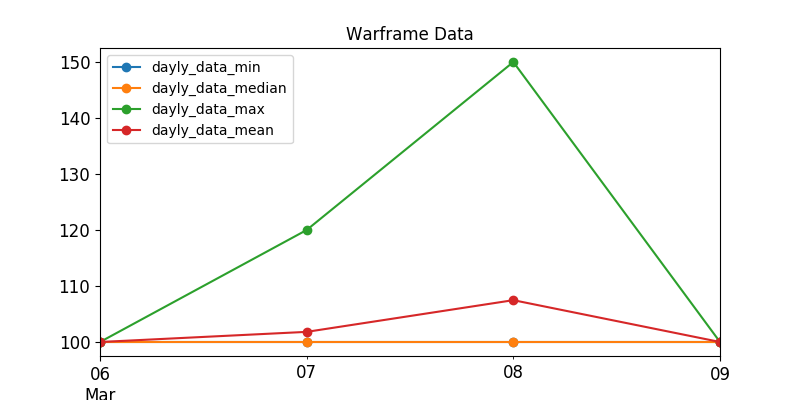 Warframe Data
150
140
130
120
110
100
dayly_data_min
dayly_data_median
dayly_data_max
dayly_data_mean
06
07
08
09
Mar